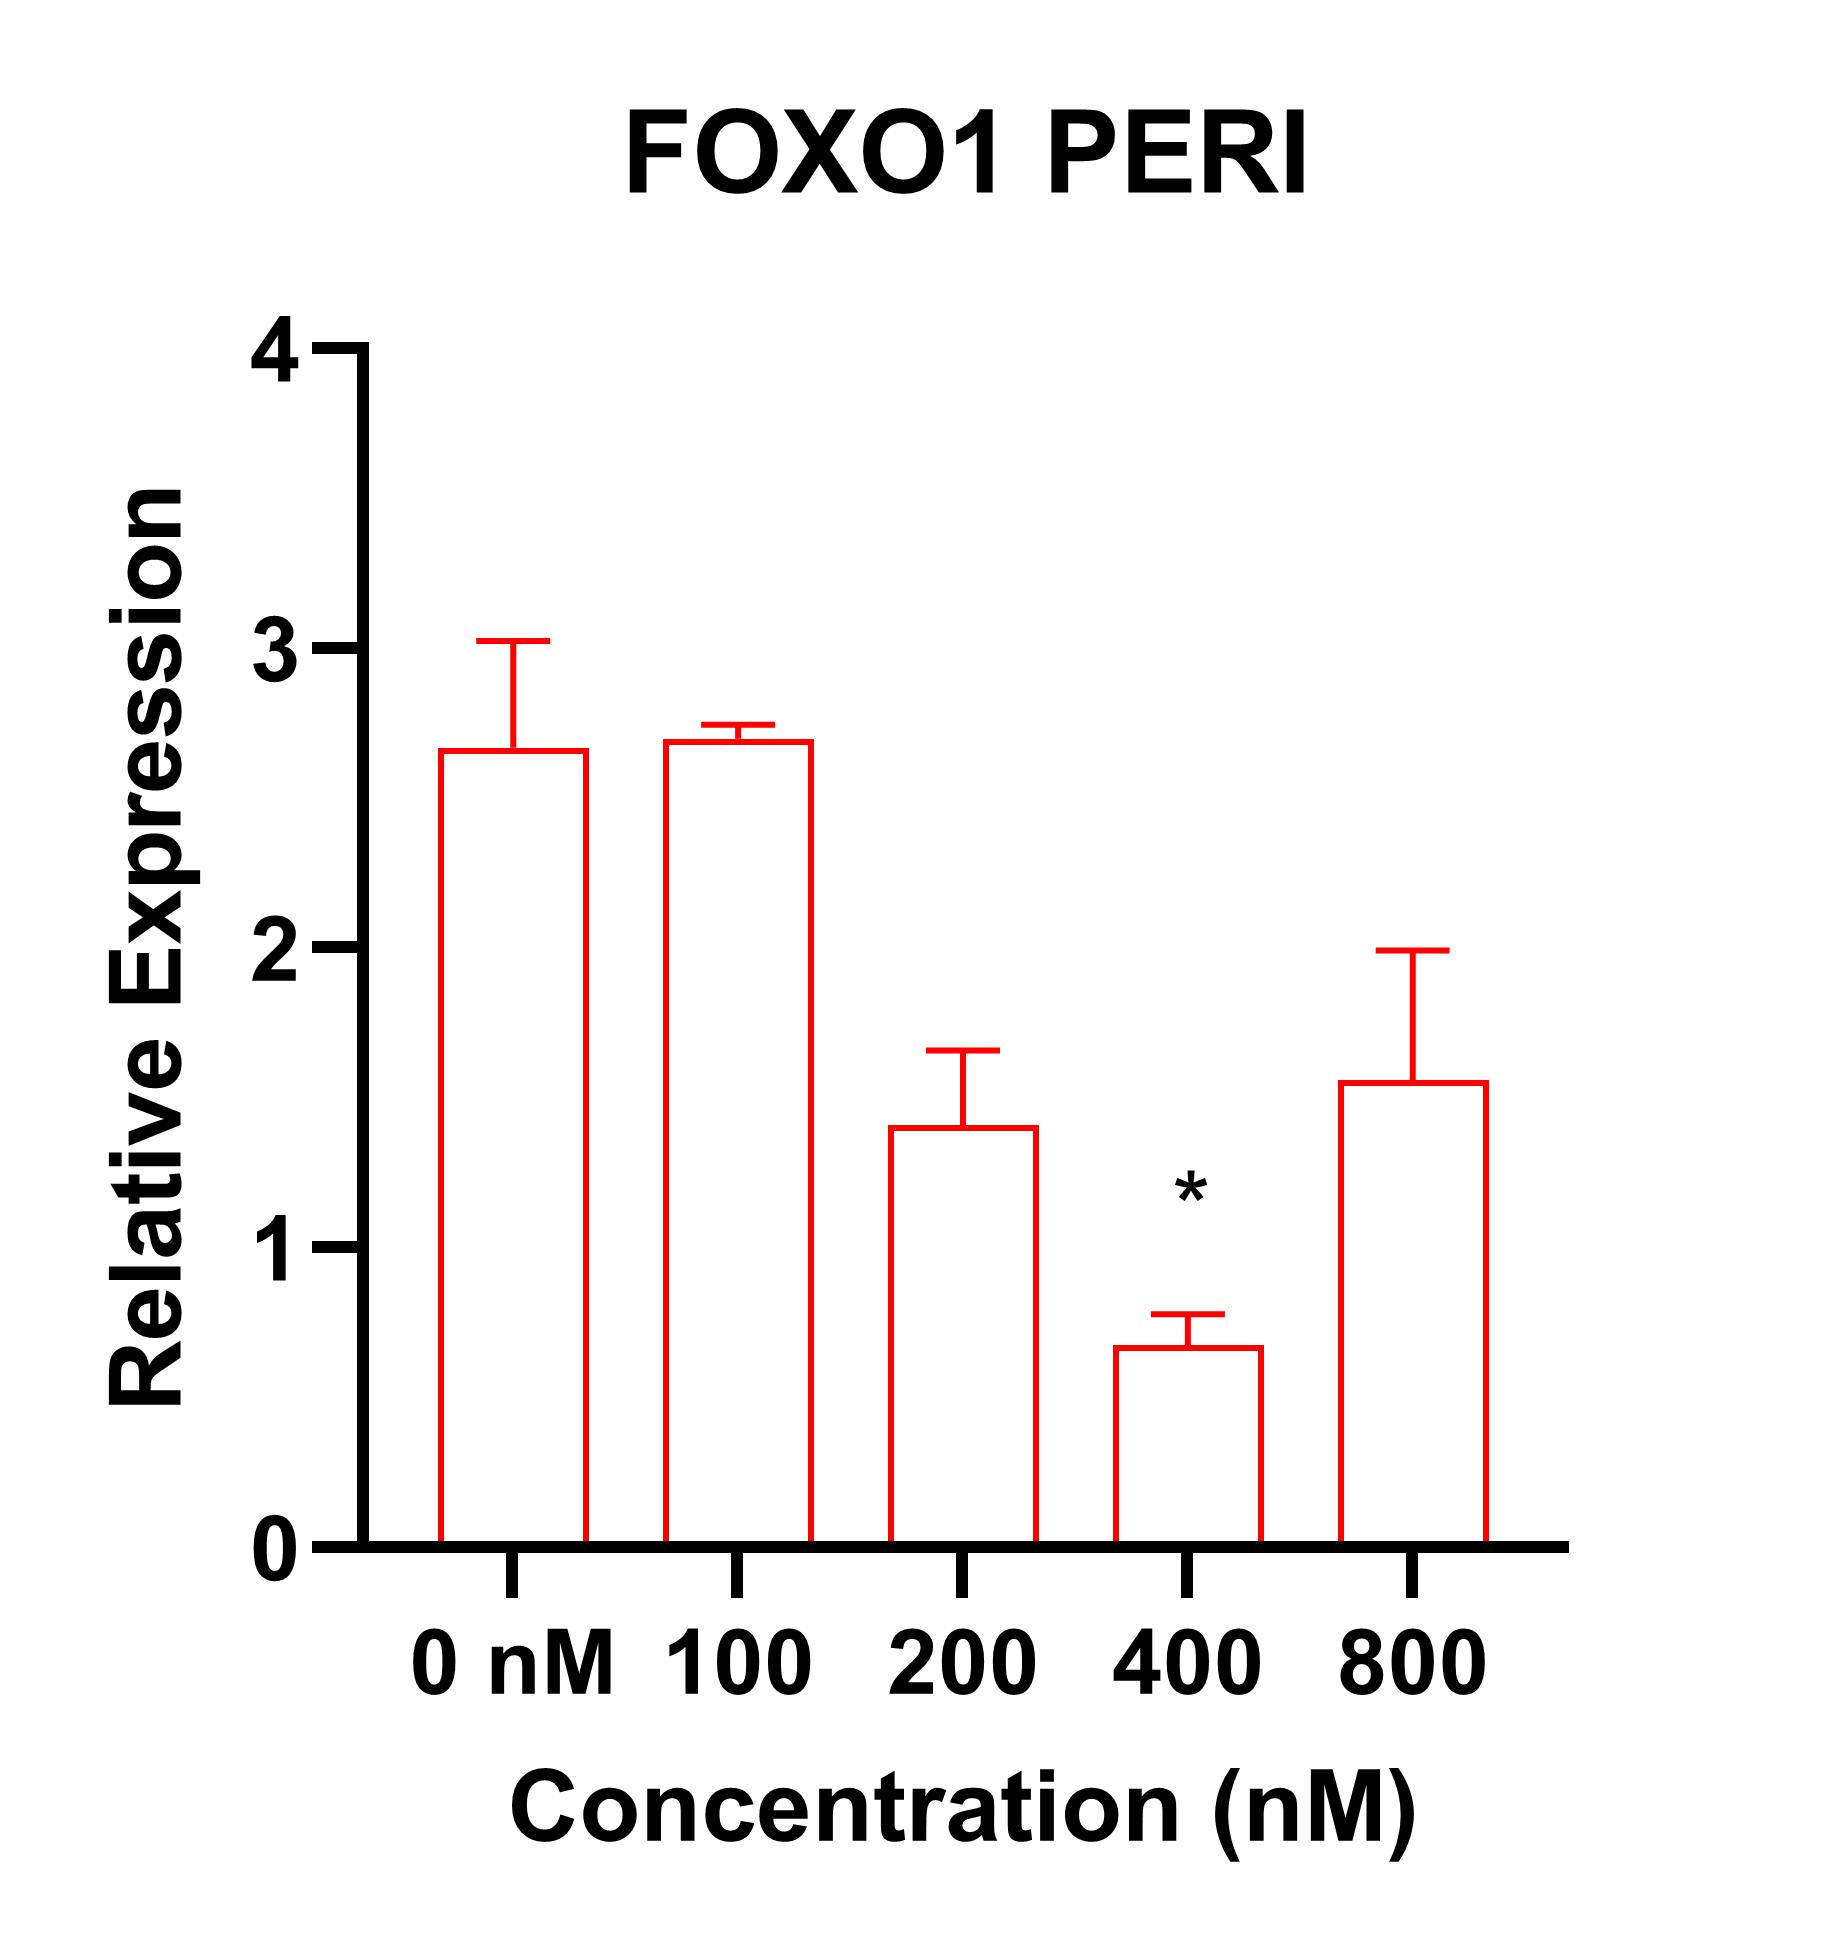 FOXO1 PERI
Relative Expression
4
3
2
1
0
*
0 nM 100 200 400 800
Concentration (nM)